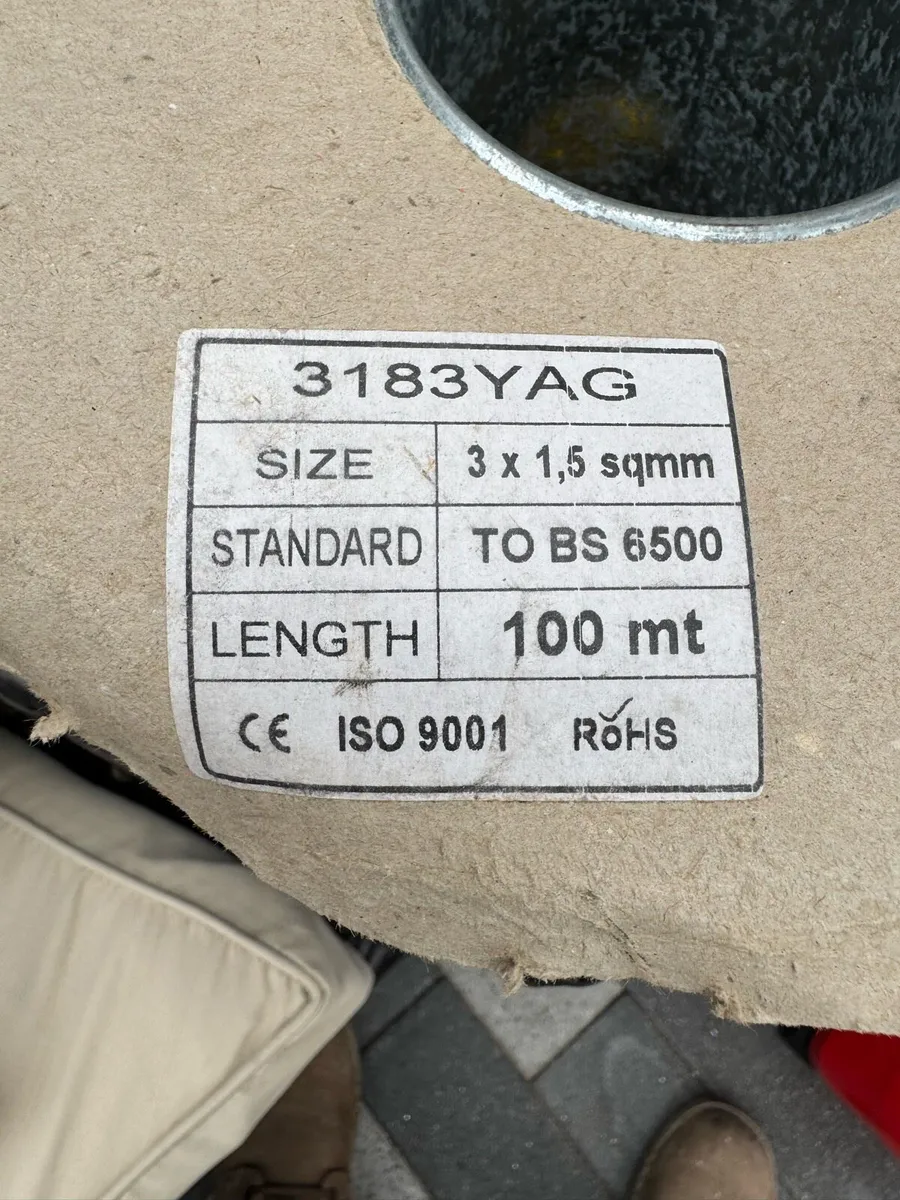 3183YAG
SIZE 3 x 1,5 sqmm
STANDARD TO BS 6500
LENGTH 100 mt
CE ISO 9001 RoHS